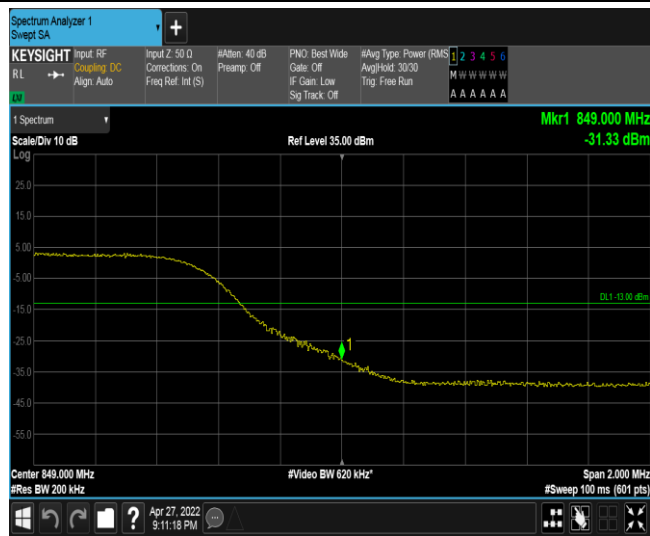 Spectrum Analyzer 1
Swept SA
+
KEYSIGHT
RL
Input: RF
Coupling: DC
Align: Auto
Input Z: 50 Ω
Corrections: On
Freq Ref: Int (S)
#Atten: 40 dB
Preamp: Off
PNO: Best Wide
Gate: Off
IF Gain: Low
Sig Track: Off
#Avg Type: Power (RMS
Avg|Hold: 30/30
Trig: Free Run
1 2 3 4 5 6
M W W W W W
A A A A A A
1 Spectrum
Scale/Div 10 dB
Ref Level 35.00 dBm
Mkr1 849.000 MHz
-31.33 dBm
Log
25.0
15.0
5.00
-5.00
DL1 -13.00 dBm
-15.0
-25.0
1
-35.0
-45.0
-55.0
Center 849.000 MHz
#Video BW 620 kHz*
Span 2.000 MHz
#Res BW 200 kHz
#Sweep 100 ms (601 pts)
?
Apr 27, 2022
9:11:18 PM